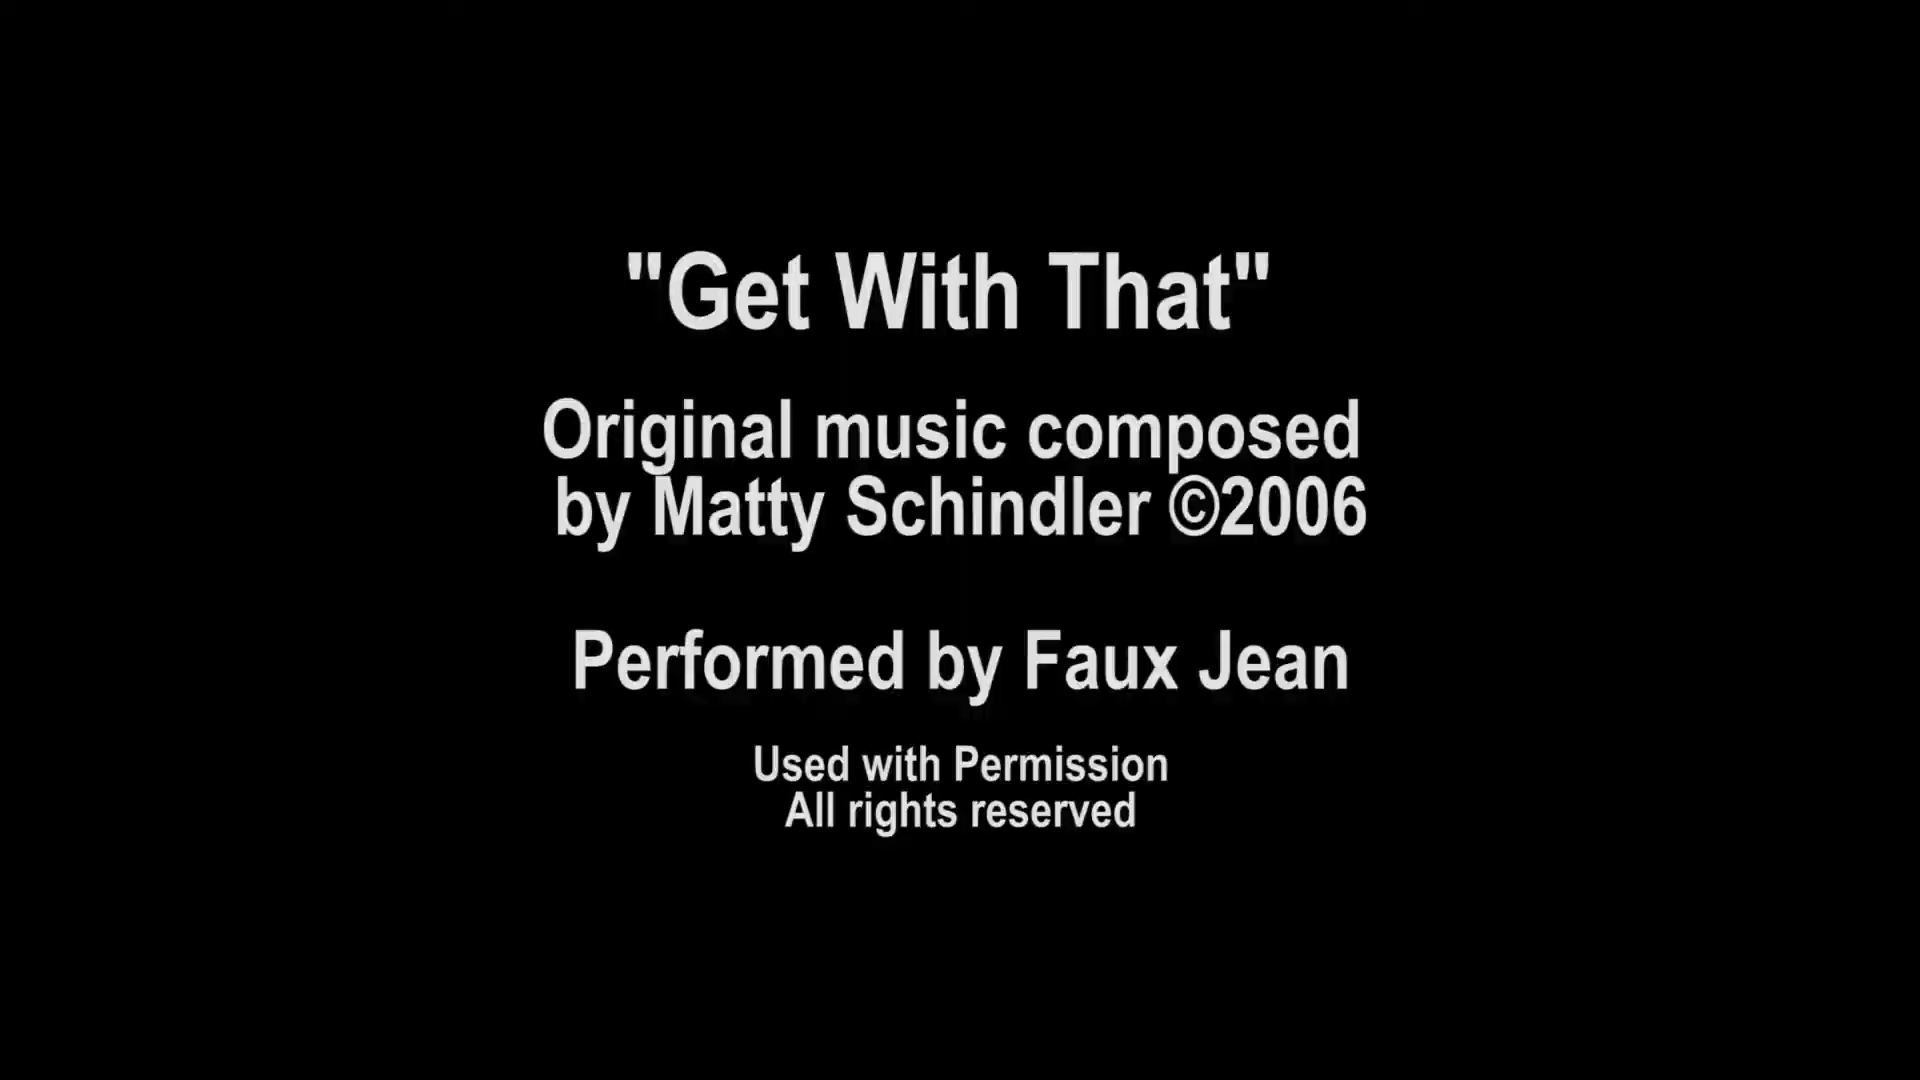 "Get With That"
Original music composed
by Matty Schindler ©2006
Performed by Faux Jean
Used with Permission
All rights reserved